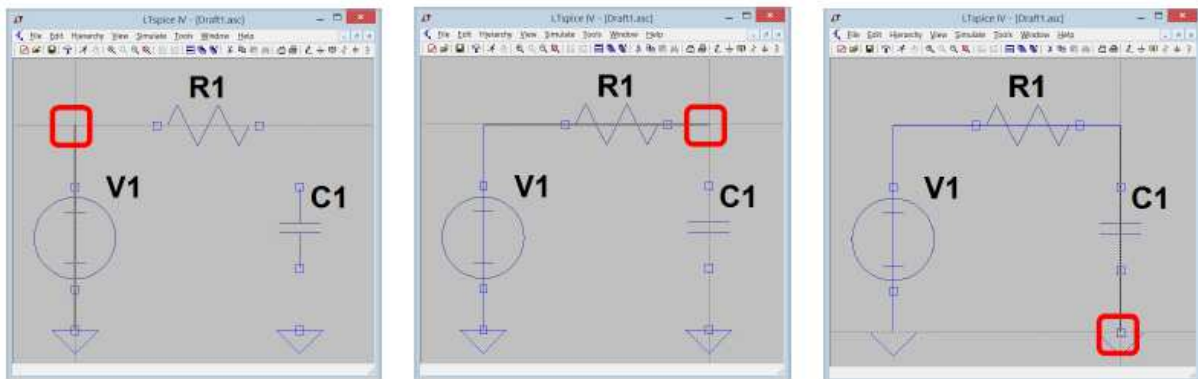 LTspice IV - [Draft1.asc]
File Edit Hierarchy View Simulate Tools Window Help
R1
V1
C1
LTspice IV - [Draft1.asc]
File Edit Hierarchy View Simulate Tools Window Help
R1
V1
C1
LTspice IV - [Draft1.asc]
File Edit Hierarchy View Simulate Tools Window Help
R1
V1
C1